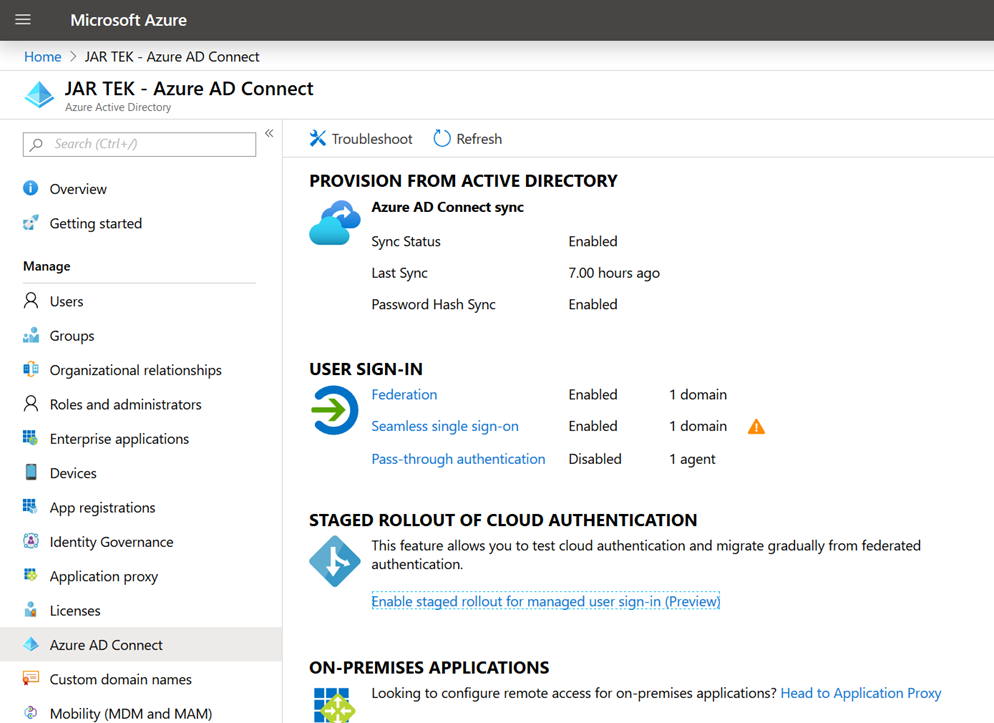 Microsoft Azure
Home > JAR TEK - Azure AD Connect
JAR TEK - Azure AD Connect
Azure Active Directory
Search (Ctrl+/)
«
Overview
Getting started
Manage
Users
Groups
Organizational relationships
Roles and administrators
Enterprise applications
Devices
App registrations
Identity Governance
Application proxy
Licenses
Azure AD Connect
Custom domain names
Mobility (MDM and MAM)
Troubleshoot Refresh
PROVISION FROM ACTIVE DIRECTORY
Azure AD Connect sync
Sync Status Enabled
Last Sync 7.00 hours ago
Password Hash Sync Enabled
USER SIGN-IN
Federation Enabled 1 domain
Seamless single sign-on Enabled 1 domain
Pass-through authentication Disabled 1 agent
STAGED ROLLOUT OF CLOUD AUTHENTICATION
This feature allows you to test cloud authentication and migrate gradually from federated
authentication.
Enable staged rollout for managed user sign-in (Preview)
ON-PREMISES APPLICATIONS
Looking to configure remote access for on-premises applications? Head to Application Proxy